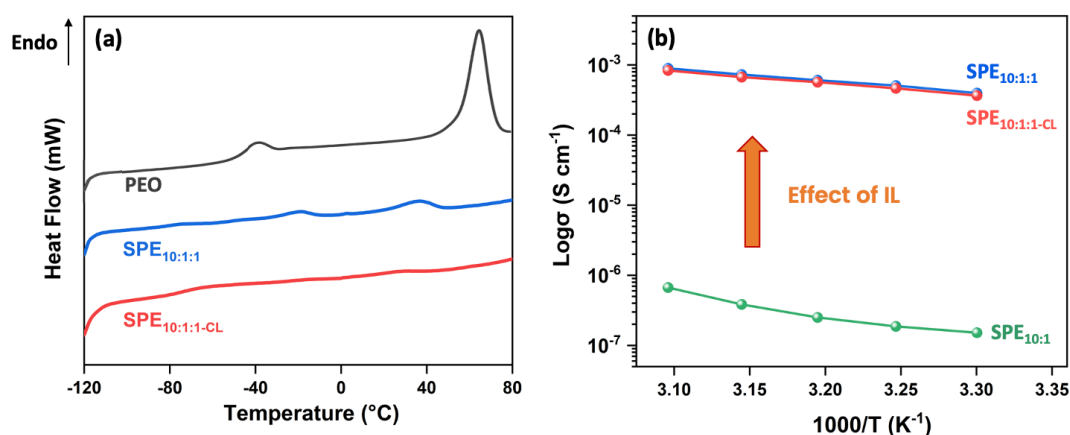 Endo
(a)
PEO
SPE10:1:1
SPE10:1:1-CL
Heat Flow (mW)
-120 -80 -40 0 40 80
Temperature (°C)
(b)
10-3
10-4
10-5
10-6
10-7
SPE10:1:1
SPE10:1:1-CL
Effect of IL
SPE10:1
Logσ (S cm-1)
3.10 3.15 3.20 3.25 3.30 3.35
1000/T (K-1)